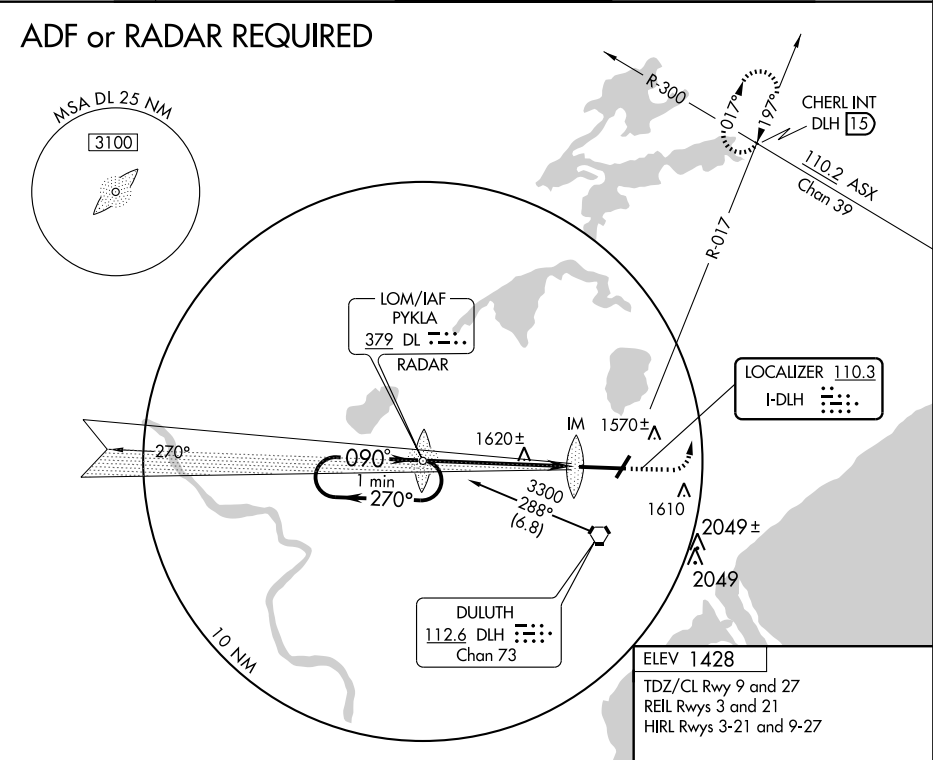 ADF or RADAR REQUIRED
MSA DL 25 NM
3100
R-300
017°
197°
CHERL INT
DLH 15
110.2 ASX
Chan 39
R-017
LOM/IAF
PYKLA
379 DL
RADAR
LOCALIZER 110.3
I-DLH
IM
1570±
1620±
270°
090°
1 min
270°
3300
288°
(6.8)
1610
2049±
2049
DULUTH
112.6 DLH
Chan 73
10 NM
ELEV 1428
TDZ/CL Rwy 9 and 27
REIL Rwys 3 and 21
HIRL Rwys 3-21 and 9-27